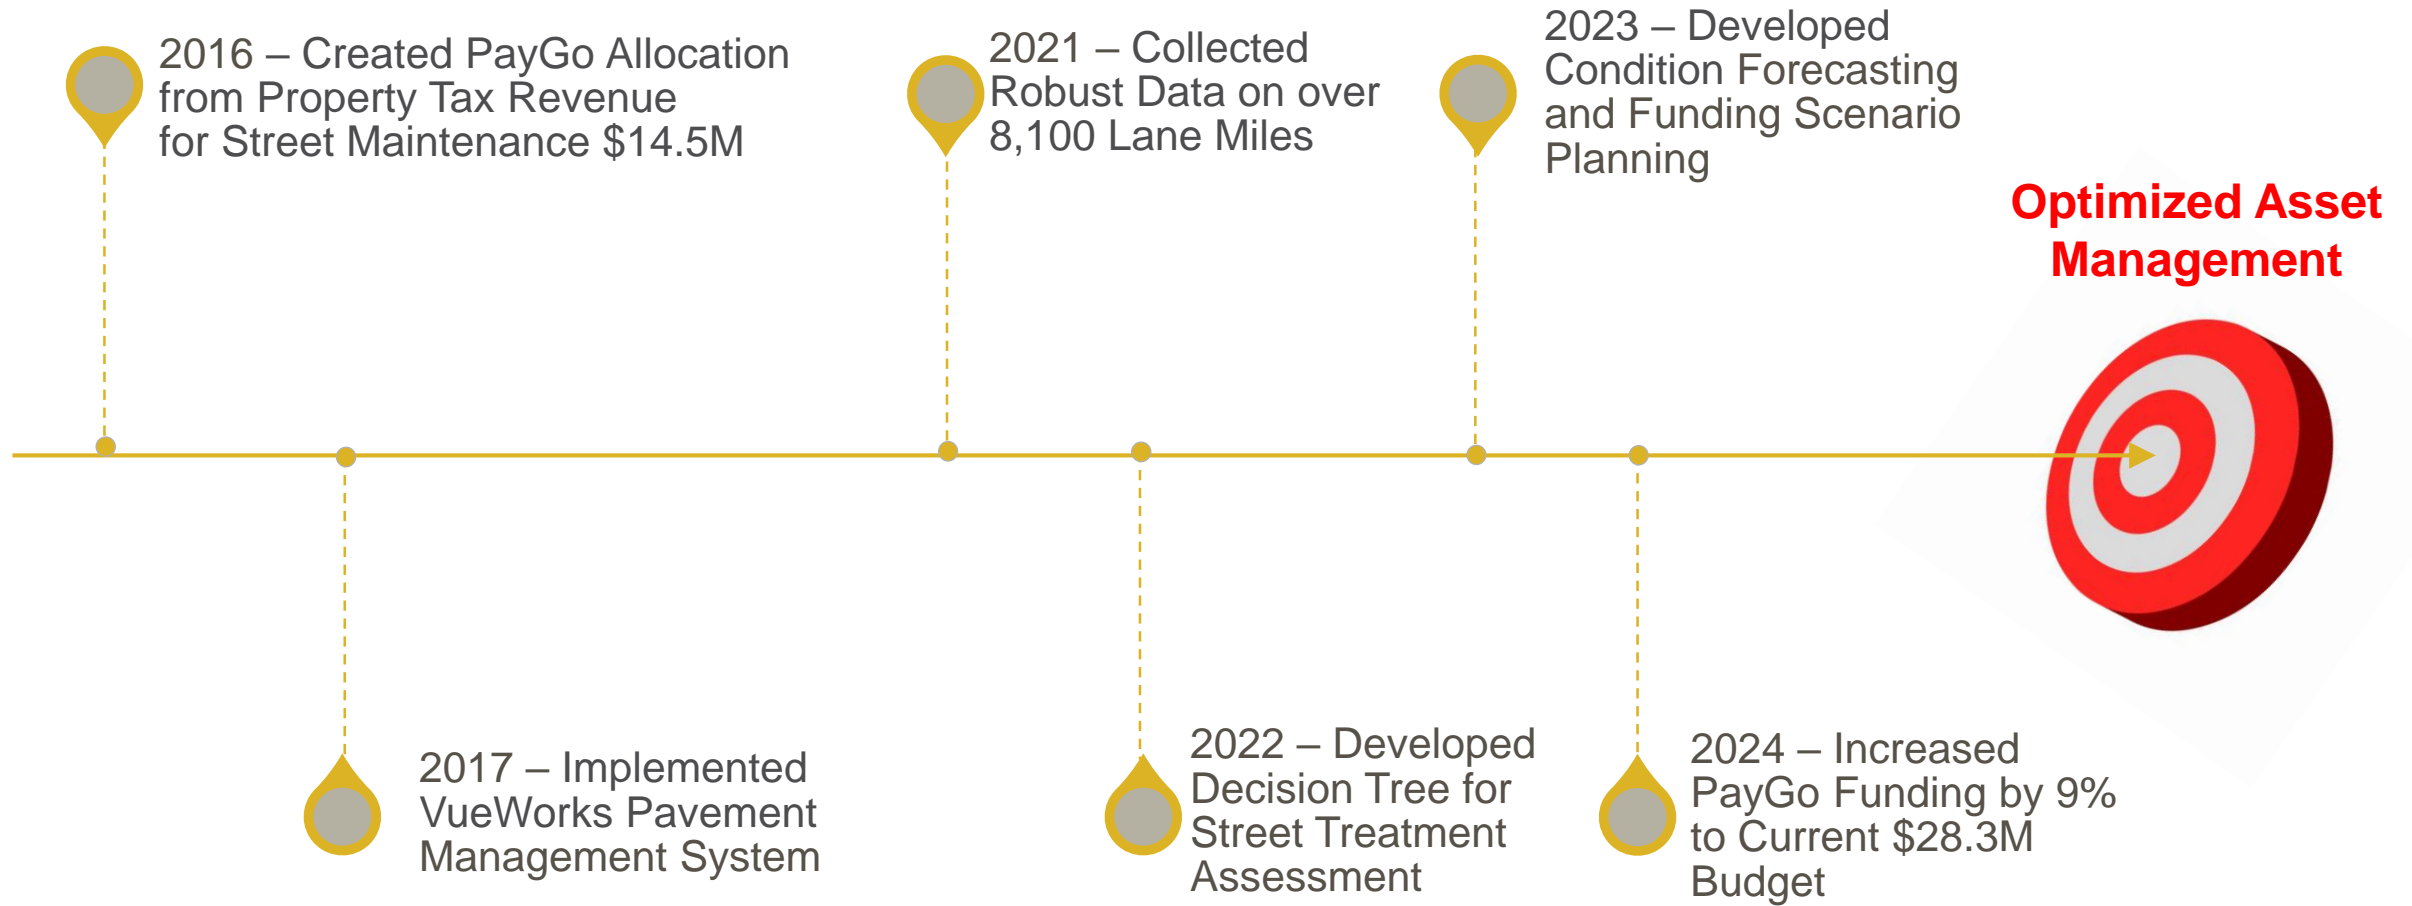 2016 – Created PayGo Allocation
from Property Tax Revenue
for Street Maintenance $14.5M
2021 – Collected
Robust Data on over
8,100 Lane Miles
2023 – Developed
Condition Forecasting
and Funding Scenario
Planning
Optimized Asset
Management
2017 – Implemented
VueWorks Pavement
Management System
2022 – Developed
Decision Tree for
Street Treatment
Assessment
2024 – Increased
PayGo Funding by 9%
to Current $28.3M
Budget